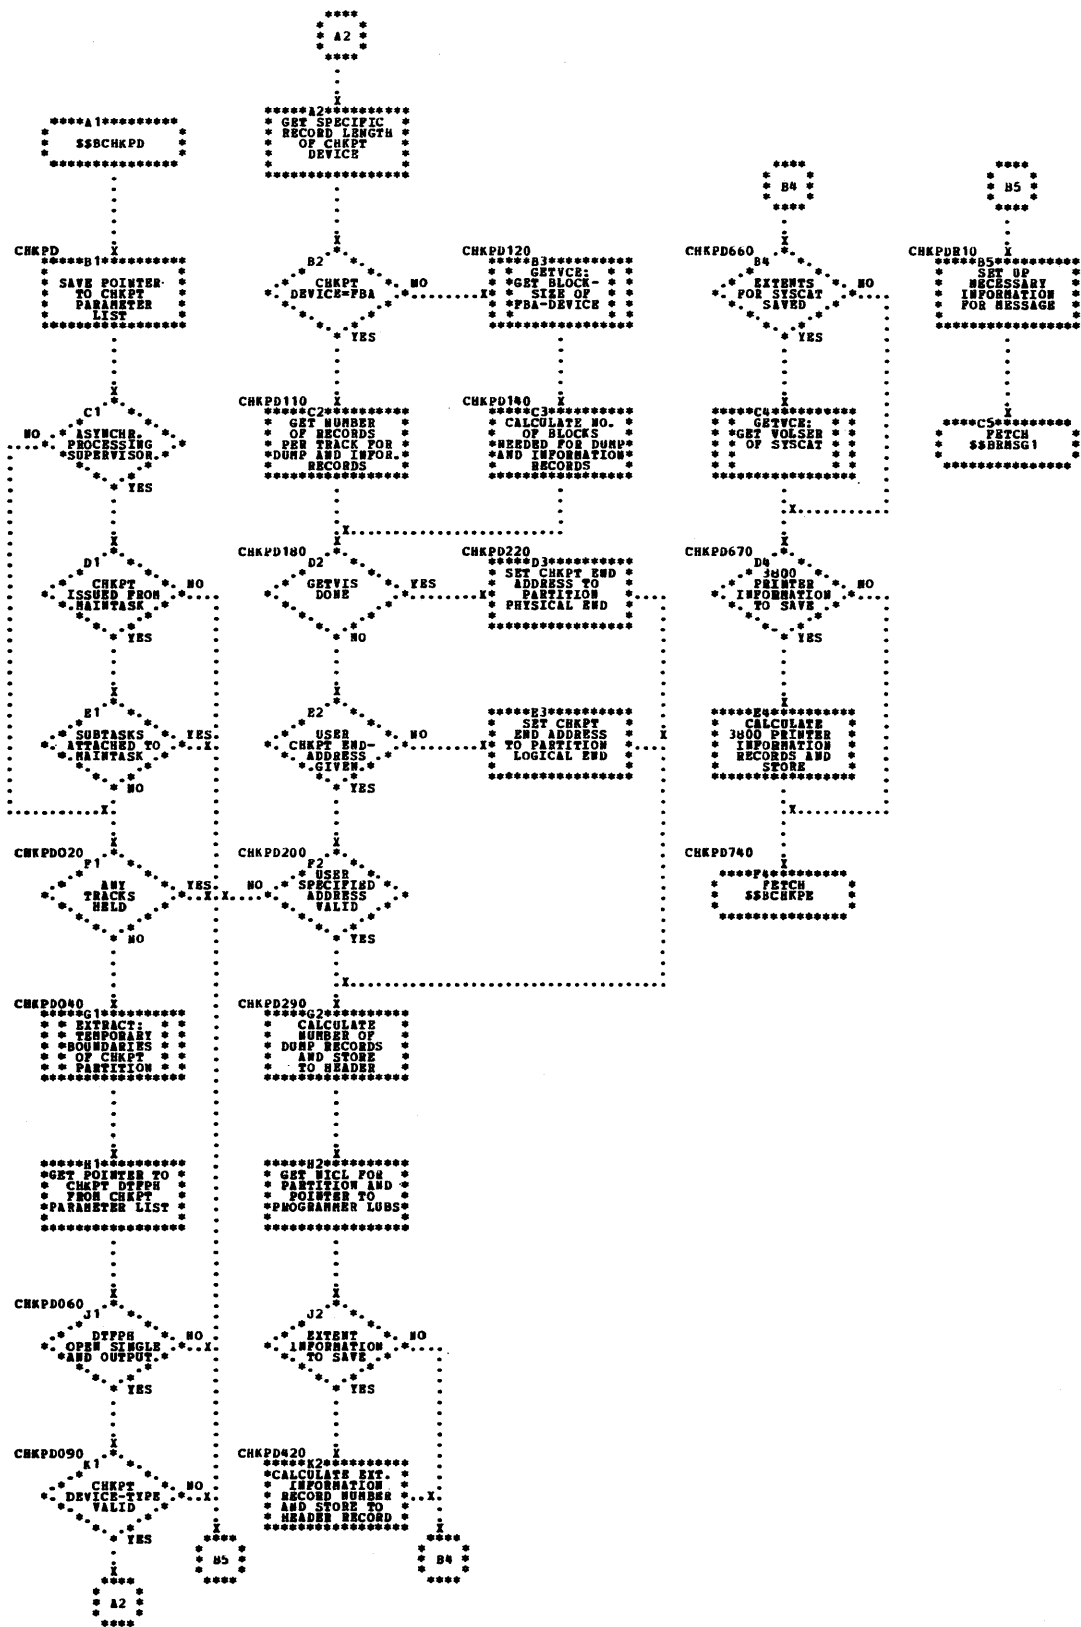 A2
A1
$$BCHKPD
A2
GET SPECIFIC
RECORD LENGTH
OF CHKPT
DEVICE
B4
B5
CHKPD
B1
SAVE POINTER
TO CHKPT
PARAMETER
LIST
B2
CHKPT
DEVICE=FBA
NO
YES
CHKPD120
B3
GETVCE:
GET BLOCK-
SIZE OF
FBA-DEVICE
CHKPD660
B4
EXTENTS
FOR SYSCAT
SAVED
NO
YES
CHKPDR10
B5
SET UP
NECESSARY
INFORMATION
FOR MESSAGE
C1
NO
ASYNCHR.
PROCESSING
SUPERVISOR
YES
CHKPD110
C2
GET NUMBER
OF RECORDS
PER TRACK FOR
DUMP AND INFOR.
RECORDS
CHKPD140
C3
CALCULATE NO.
OF BLOCKS
NEEDED FOR DUMP
AND INFORMATION
RECORDS
C4
GETVCE:
GET VOLSER
OF SYSCAT
C5
FETCH
$$BRMSG1
D1
CHKPT
ISSUED FROM
MAINTASK
NO
YES
CHKPD180
D2
GETVIS
DONE
YES
NO
CHKPD220
D3
SET CHKPT END
ADDRESS TO
PARTITION
PHYSICAL END
CHKPD670
D4
3800
PRINTER
INFORMATION
TO SAVE
NO
YES
E1
SUBTASKS
ATTACHED TO
MAINTASK
YES
NO
E2
USER
CHKPT END-
ADDRESS
GIVEN
NO
YES
E3
SET CHKPT
END ADDRESS
TO PARTITION
LOGICAL END
E4
CALCULATE
3800 PRINTER
INFORMATION
RECORDS AND
STORE
CHKPD020
F1
ANY
TRACKS
HELD
YES
NO
CHKPD200
F2
NO
USER
SPECIFIED
ADDRESS
VALID
YES
CHKPD740
F4
FETCH
$$BCHKPE
CHKPD040
G1
EXTRACT:
TEMPORARY
BOUNDARIES
OF CHKPT
PARTITION
CHKPD290
G2
CALCULATE
NUMBER OF
DUMP RECORDS
AND STORE
TO HEADER
H1
GET POINTER TO
CHKPT DTFPH
FROM CHKPT
PARAMETER LIST
H2
GET NICL FOR
PARTITION AND
POINTER TO
PROGRAMMER LUBS
CHKPD060
J1
DTFPH
OPEN SINGLE
AND OUTPUT
NO
YES
J2
EXTENT
INFORMATION
TO SAVE
NO
YES
CHKPD090
K1
CHKPT
DEVICE-TYPE
VALID
NO
YES
CHKPD420
K2
CALCULATE EXT.
INFORMATION
RECORD NUMBER
AND STORE TO
HEADER RECORD
B5
B4
A2